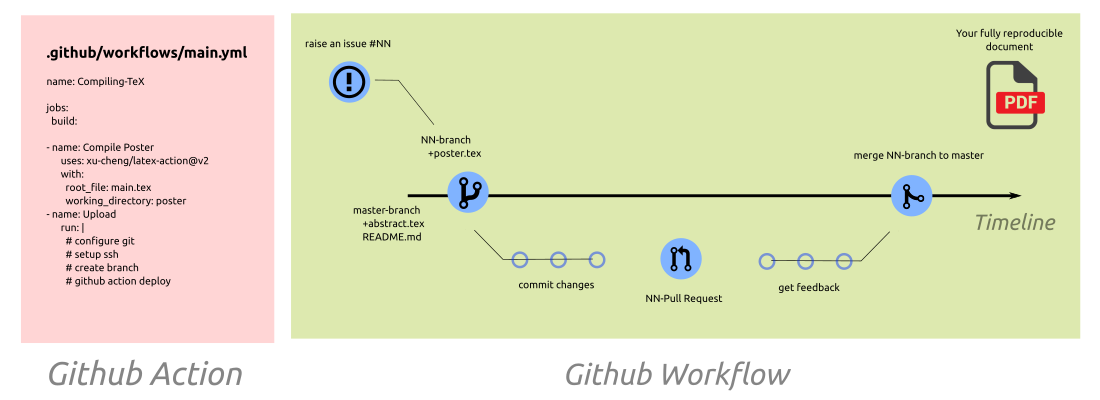 .github/workflows/main.yml
name: Compiling-TeX
jobs:
build:
- name: Compile Poster
uses: xu-cheng/latex-action@v2
with:
root_file: main.tex
working_directory: poster
- name: Upload
run: |
# configure git
# setup ssh
# create branch
# github action deploy
Github Action
raise an issue #NN
NN-branch
+poster.tex
master-branch
+abstract.tex
README.md
commit changes
NN-Pull Request
get feedback
merge NN-branch to master
Your fully reproducible
document
PDF
Timeline
Github Workflow